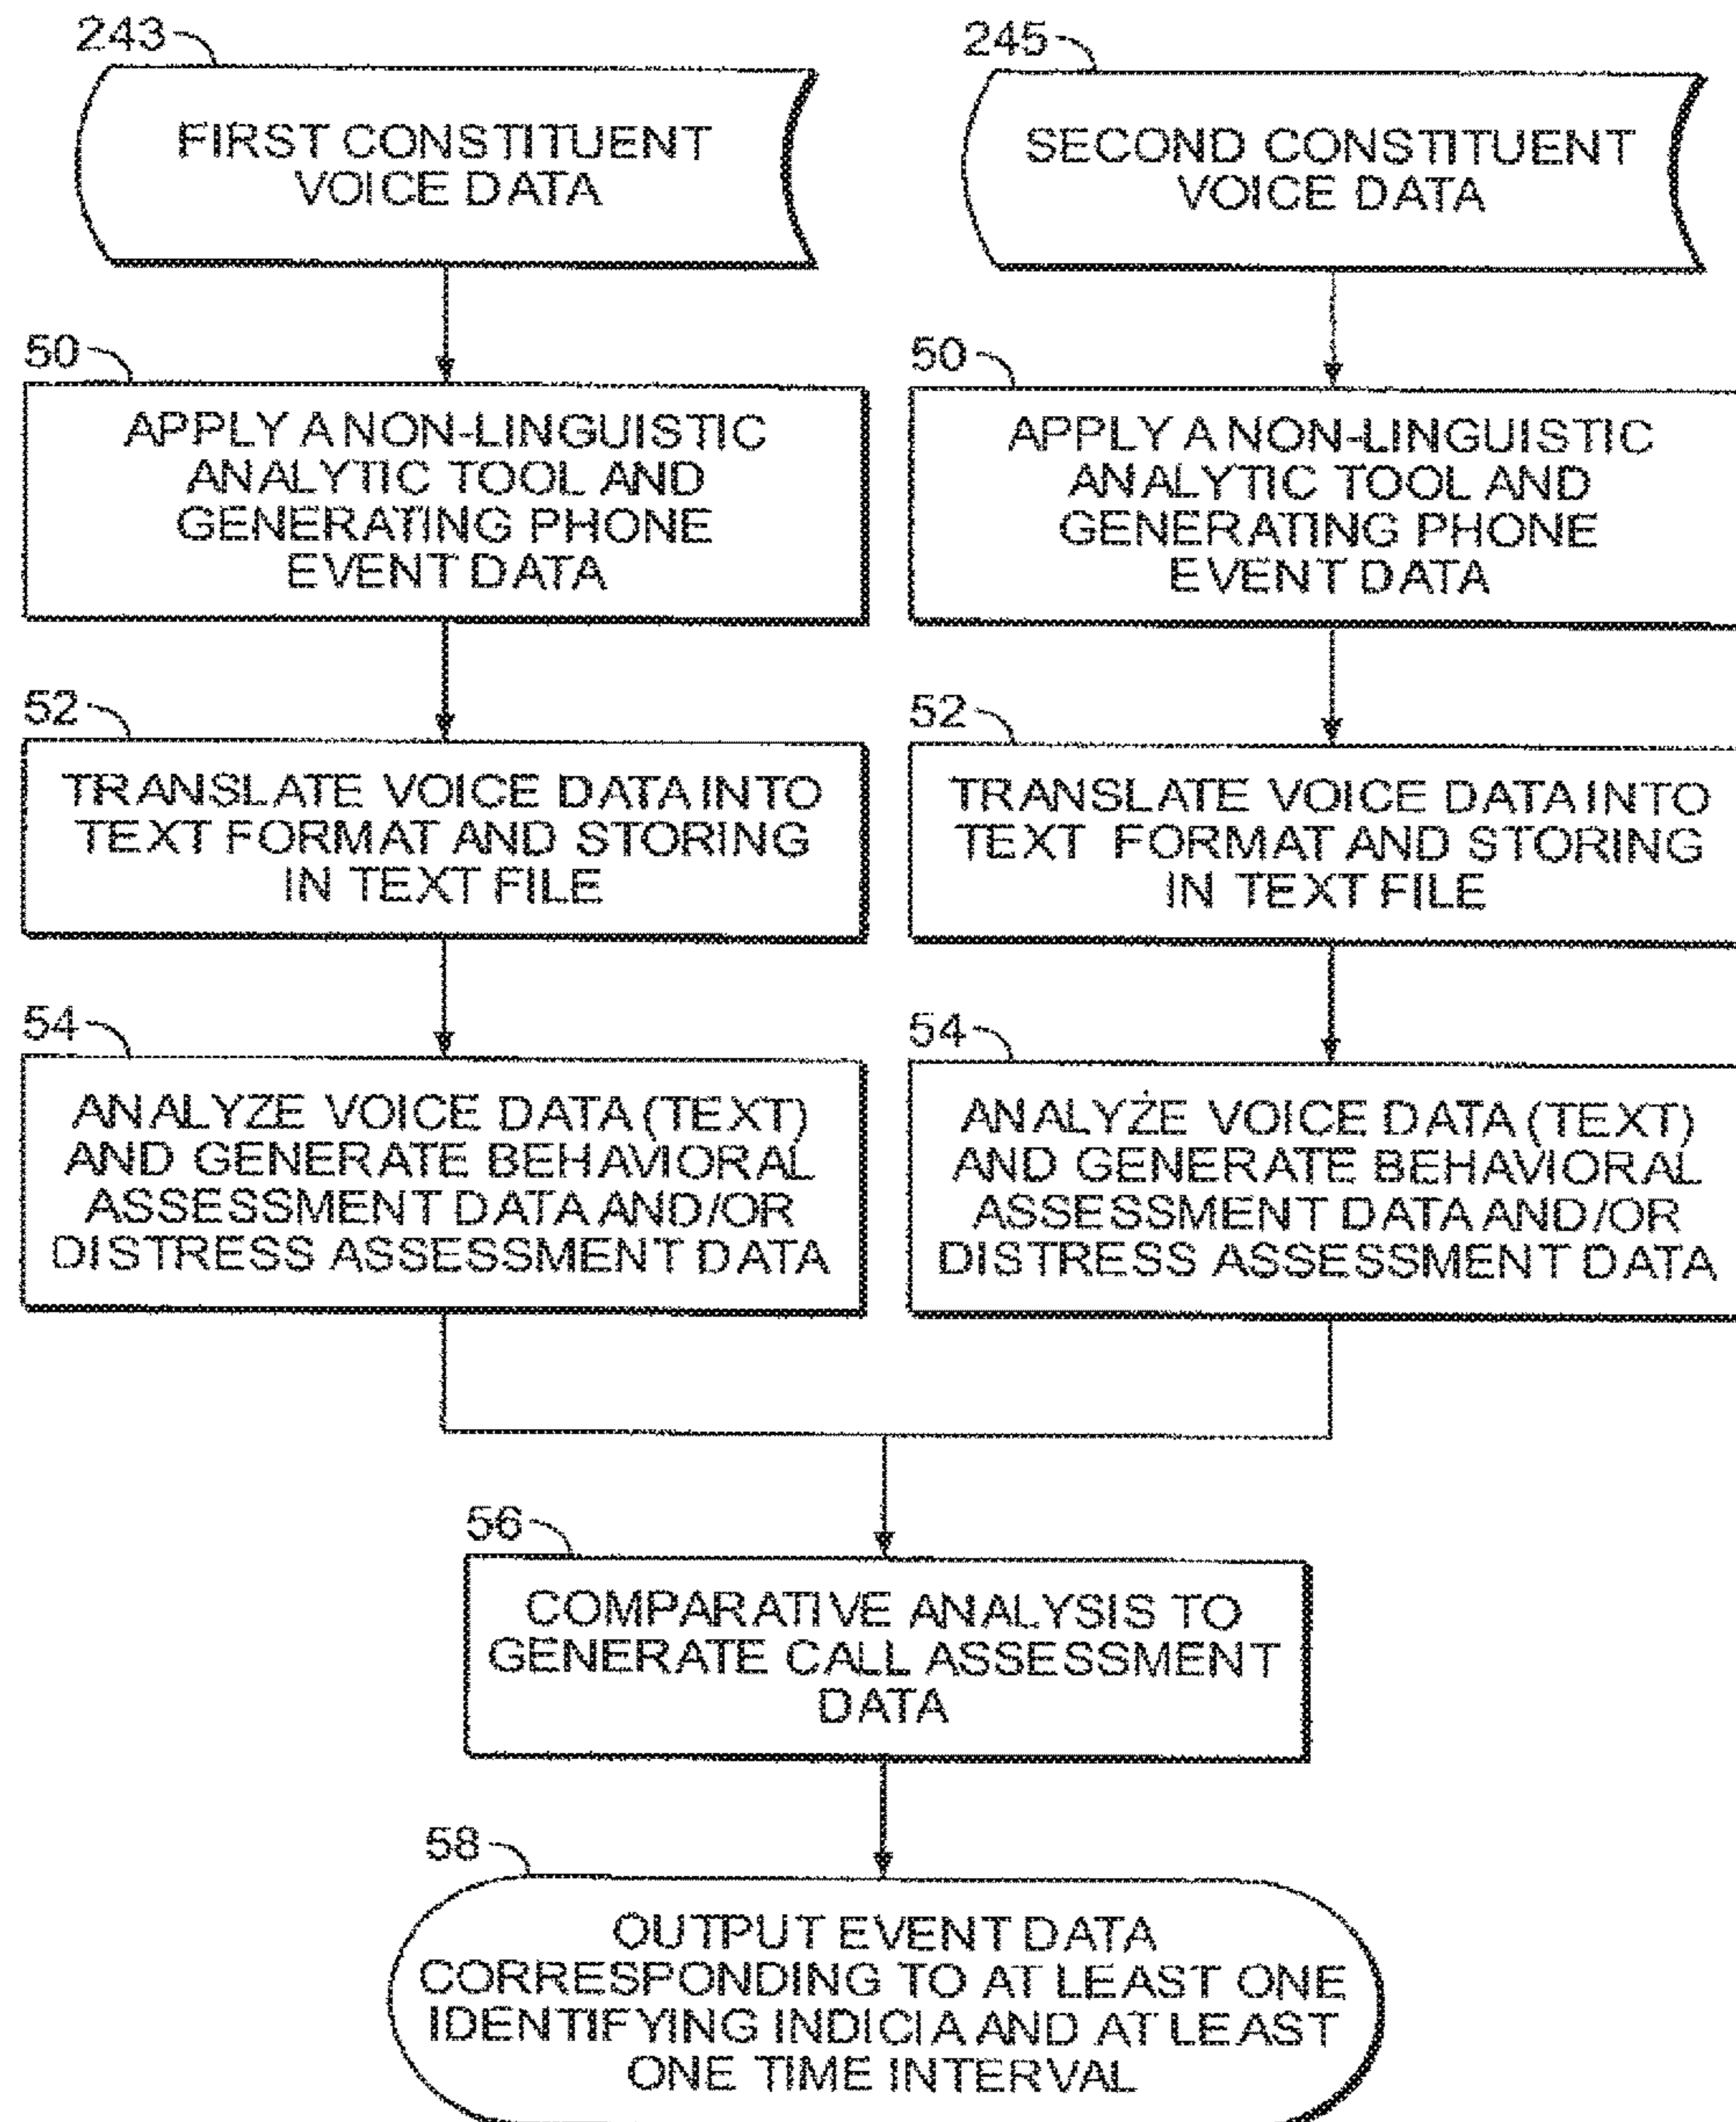 243
FIRST CONSTITUENT
VOICE DATA
245
SECOND CONSTITUENT
VOICE DATA
50
APPLY A NON-LINGUISTIC
ANALYTIC TOOL AND
GENERATING PHONE
EVENT DATA
50
APPLY A NON-LINGUISTIC
ANALYTIC TOOL AND
GENERATING PHONE
EVENT DATA
52
TRANSLATE VOICE DATA INTO
TEXT FORMAT AND STORING
IN TEXT FILE
52
TRANSLATE VOICE DATA INTO
TEXT FORMAT AND STORING
IN TEXT FILE
54
ANALYZE VOICE DATA (TEXT)
AND GENERATE BEHAVIORAL
ASSESSMENT DATA AND/OR
DISTRESS ASSESSMENT DATA
54
ANALYZE VOICE DATA (TEXT)
AND GENERATE BEHAVIORAL
ASSESSMENT DATA AND/OR
DISTRESS ASSESSMENT DATA
56
COMPARATIVE ANALYSIS TO
GENERATE CALL ASSESSMENT
DATA
58
OUTPUT EVENT DATA
CORRESPONDING TO AT LEAST ONE
IDENTIFYING INDICIA AND AT LEAST
ONE TIME INTERVAL